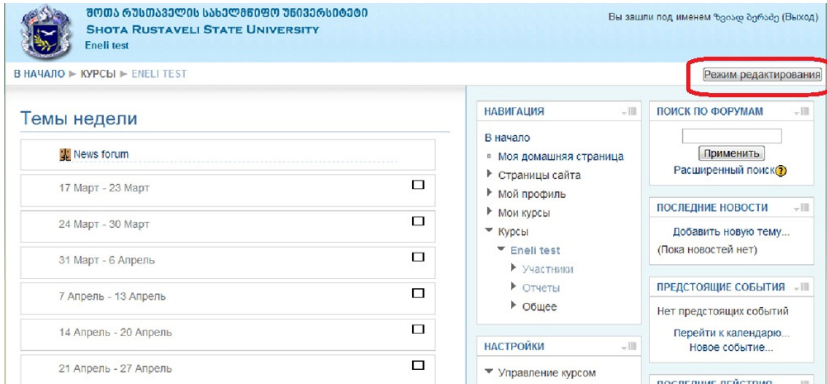 შოთა რუსთაველის სახელმწიფო უნივერსიტეტი
SHOTA RUSTAVELI STATE UNIVERSITY
Eneli test
Вы зашли под именем (Выход)
В НАЧАЛО ► КУРСЫ ► ENELI TEST
Режим редактирования
Темы недели
News forum
17 Март - 23 Март
24 Март - 30 Март
31 Март - 6 Апрель
7 Апрель - 13 Апрель
14 Апрель - 20 Апрель
21 Апрель - 27 Апрель
НАВИГАЦИЯ
В начало
Моя домашняя страница
Страницы сайта
Мой профиль
Мои курсы
Курсы
Eneli test
Участники
Отчеты
Общее
НАСТРОЙКИ
Управление курсом
ПОИСК ПО ФОРУМАМ
Применить
Расширенный поиск
ПОСЛЕДНИЕ НОВОСТИ
Добавить новую тему...
(Пока новостей нет)
ПРЕДСТОЯЩИЕ СОБЫТИЯ
Нет предстоящих событий
Перейти к календарю...
Новое событие...
ПОСЛЕДНИЕ ДЕЙСТВИЯ